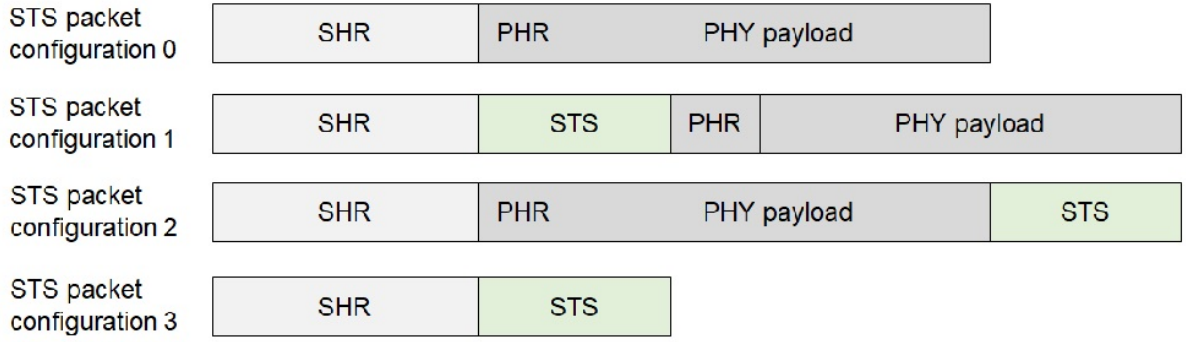 STS packet
configuration 0
SHR PHR PHY payload
STS packet
configuration 1
SHR STS PHR PHY payload
STS packet
configuration 2
SHR PHR PHY payload STS
STS packet
configuration 3
SHR STS